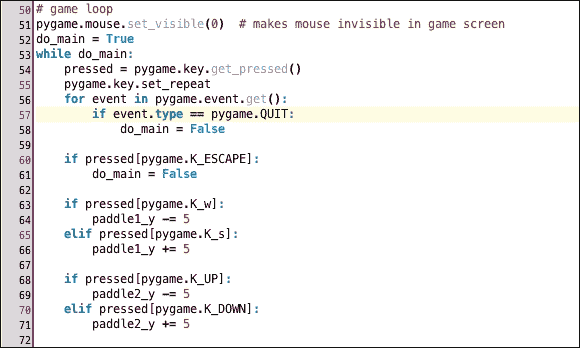 50 # game loop
51 pygame.mouse.set_visible(0)  # makes mouse invisible in game screen
52 do_main = True
53 while do_main:
54     pressed = pygame.key.get_pressed()
55     pygame.key.set_repeat
56     for event in pygame.event.get():
57         if event.type == pygame.QUIT:
58             do_main = False
59
60     if pressed[pygame.K_ESCAPE]:
61         do_main = False
62
63     if pressed[pygame.K_w]:
64         paddle1_y -= 5
65     elif pressed[pygame.K_s]:
66         paddle1_y += 5
67
68     if pressed[pygame.K_UP]:
69         paddle2_y -= 5
70     elif pressed[pygame.K_DOWN]:
71         paddle2_y += 5
72